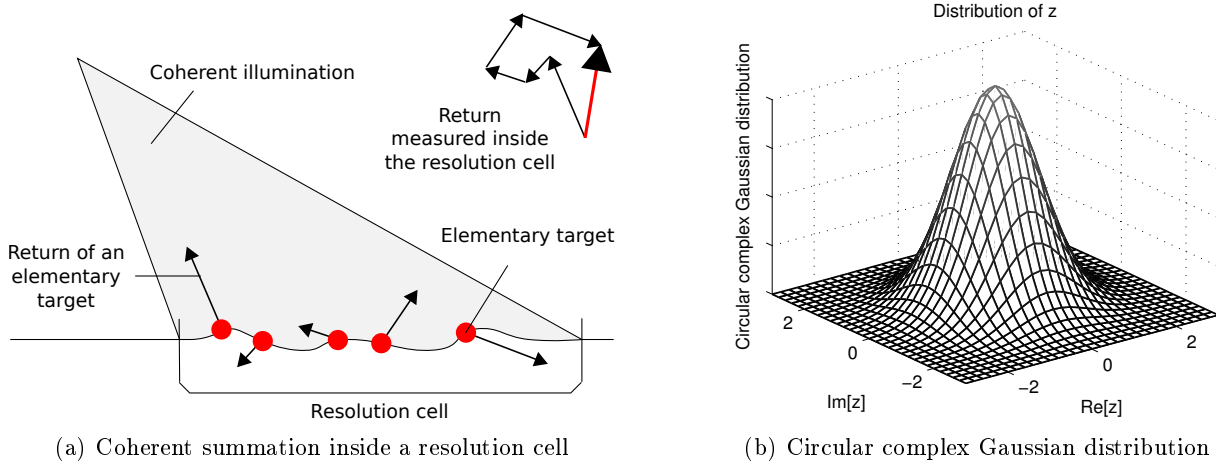 Coherent illumination
Return
measured inside
the resolution cell
Elementary target
Return of an
elementary
target
Resolution cell
(a) Coherent summation inside a resolution cell
Distribution of z
Circular complex Gaussian distribution
2
0
−2
Im[z]
−2
0
2
Re[z]
(b) Circular complex Gaussian distribution